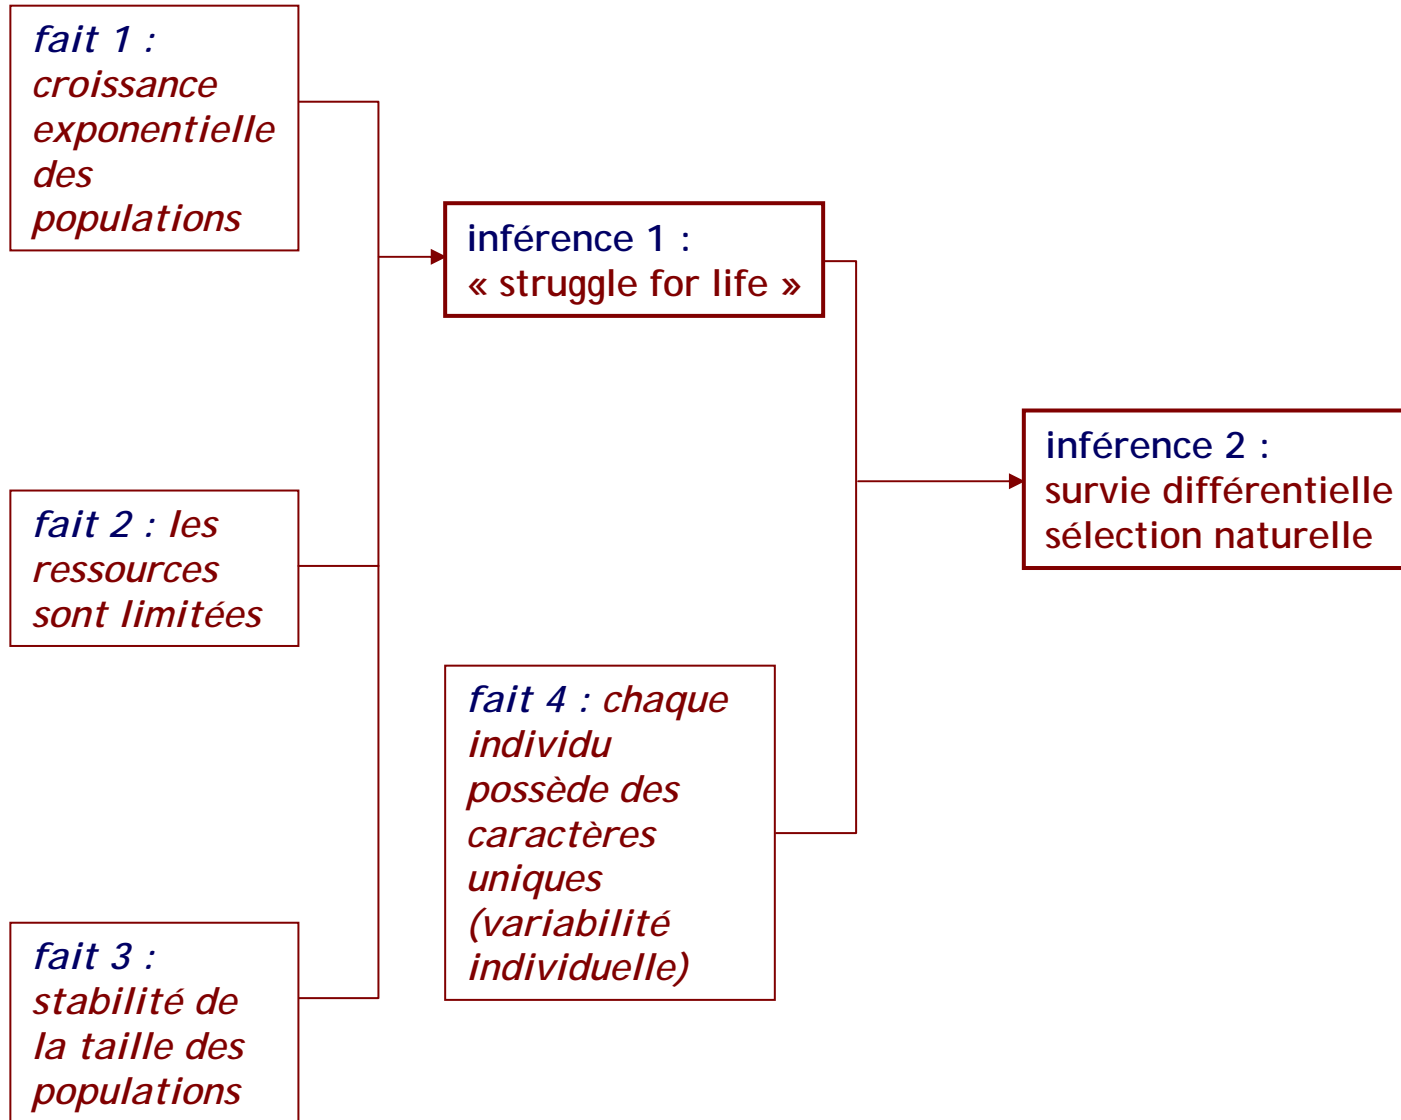 fait 1 :
croissance
exponentielle
des
populations
fait 2 : les
ressources
sont limitées
fait 3 :
stabilité de
la taille des
populations
inférence 1 :
« struggle for life »
fait 4 : chaque
individu
possède des
caractères
uniques
(variabilité
individuelle)
inférence 2 :
survie différentielle
sélection naturelle